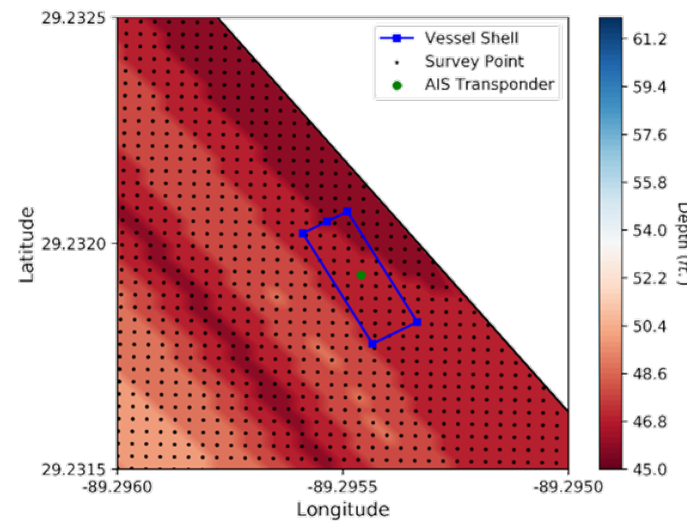 29.2325
29.2320
29.2315
Latitude
-89.2960
-89.2955
-89.2950
Longitude
Vessel Shell
Survey Point
AIS Transponder
61.2
59.4
57.6
55.8
54.0
52.2
50.4
48.6
46.8
45.0
Depth (ft.)